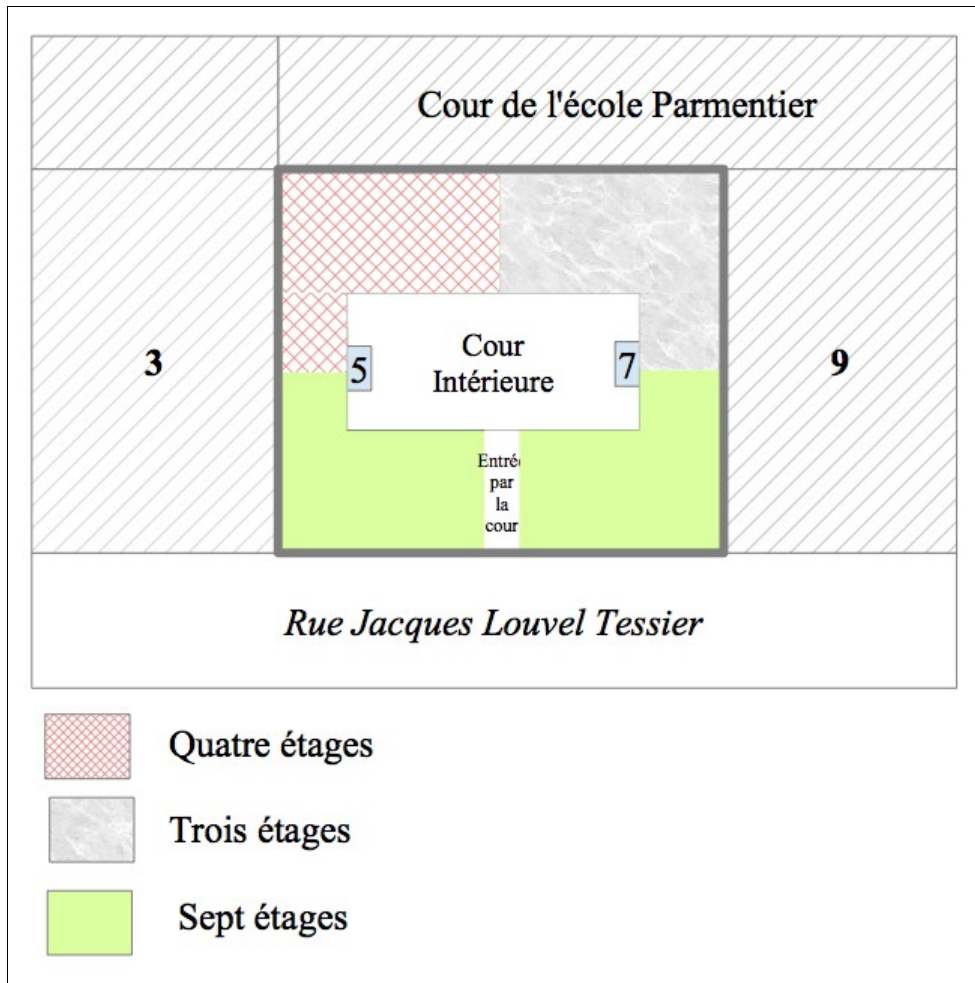 Cour de l'école Parmentier
3
5
Cour
Intérieure
7
9
Entrée
par
la
cour
Rue Jacques Louvel Tessier
Quatre étages
Trois étages
Sept étages